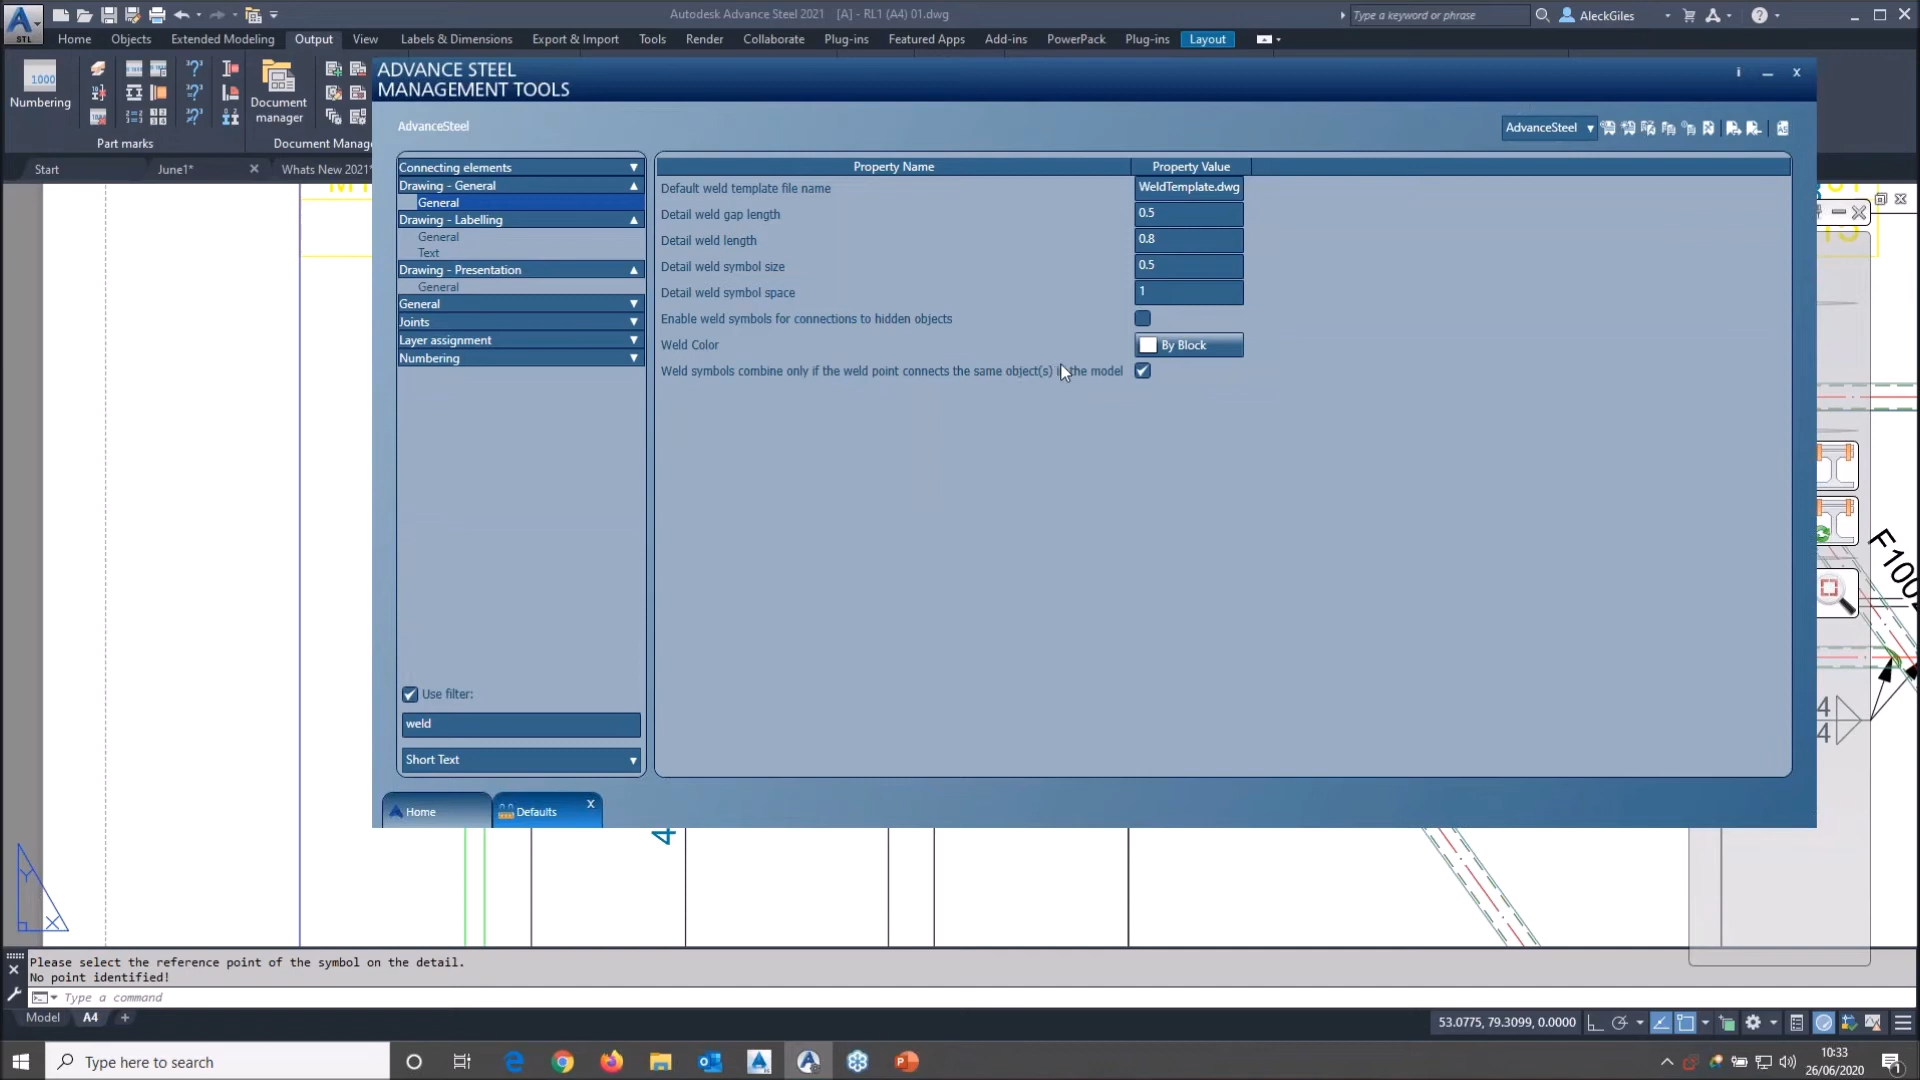 Autodesk Advance Steel 2021 [A] - RL1 (A4) 01.dwg
Type a keyword or phrase
AleckGiles
STL
Home Objects Extended Modeling Output View Labels & Dimensions Export & Import Tools Render Collaborate Plug-ins Featured Apps Add-ins PowerPack Plug-ins Layout
Numbering
Document manager
Part marks
Document Manag
Start
June1*
Whats New 2021*
ADVANCE STEEL
MANAGEMENT TOOLS
AdvanceSteel
AdvanceSteel
Connecting elements
Drawing - General
General
Drawing - Labelling
General
Text
Drawing - Presentation
General
General
Joints
Layer assignment
Numbering
Use filter:
weld
Short Text
Property Name Property Value
Default weld template file name WeldTemplate.dwg
Detail weld gap length 0.5
Detail weld length 0.8
Detail weld symbol size 0.5
Detail weld symbol space 1
Enable weld symbols for connections to hidden objects
Weld Color By Block
Weld symbols combine only if the weld point connects the same object(s) i the model
Home
Defaults
F100
4
4
4
Y
X
Please select the reference point of the symbol on the detail.
No point identified!
Type a command
Model A4 +
53.0775, 79.3099, 0.0000
Type here to search
10:33
26/06/2020
1